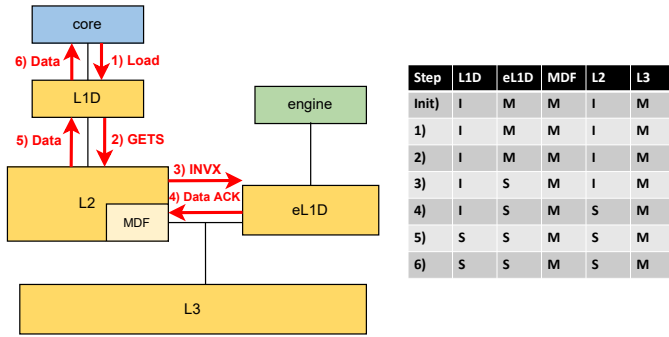 core
6) Data
1) Load
L1D
engine
5) Data
2) GETS
3) INVX
L2
4) Data ACK
eL1D
MDF
L3
Step L1D eL1D MDF L2 L3
Init) I M M I M
1) I M M I M
2) I M M I M
3) I S M I M
4) I S M S M
5) S S M S M
6) S S M S M